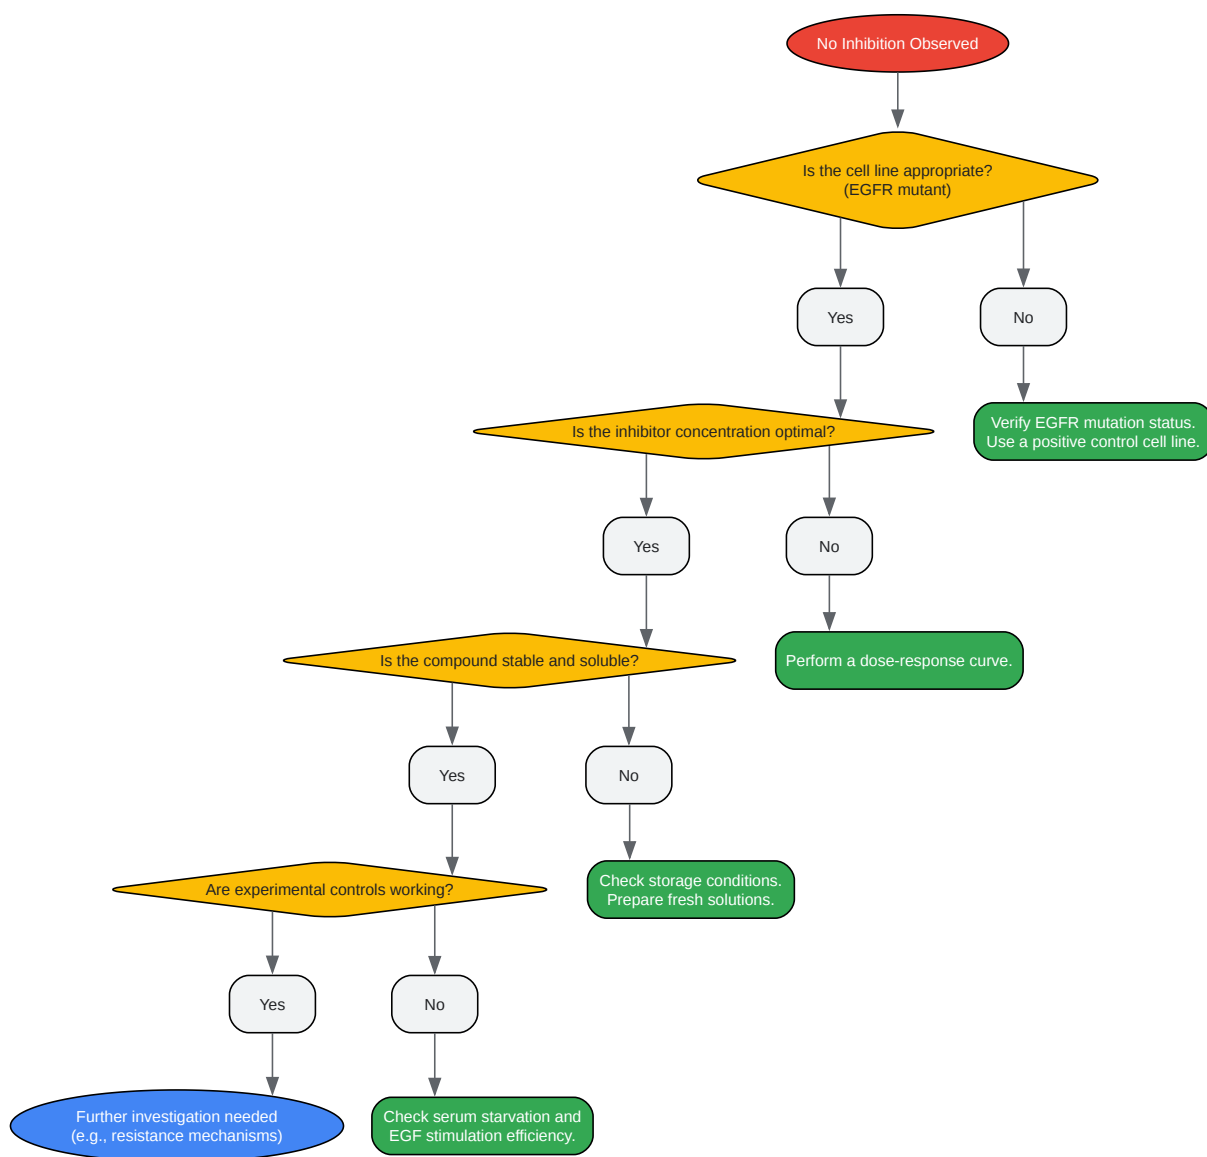 No Inhibition Observed
Is the cell line appropriate?
(EGFR mutant)
Yes
No
Verify EGFR mutation status.
Use a positive control cell line.
Is the inhibitor concentration optimal?
Yes
No
Perform a dose-response curve.
Is the compound stable and soluble?
Yes
No
Check storage conditions.
Prepare fresh solutions.
Are experimental controls working?
Yes
No
Further investigation needed
(e.g., resistance mechanisms)
Check serum starvation and
EGF stimulation efficiency.